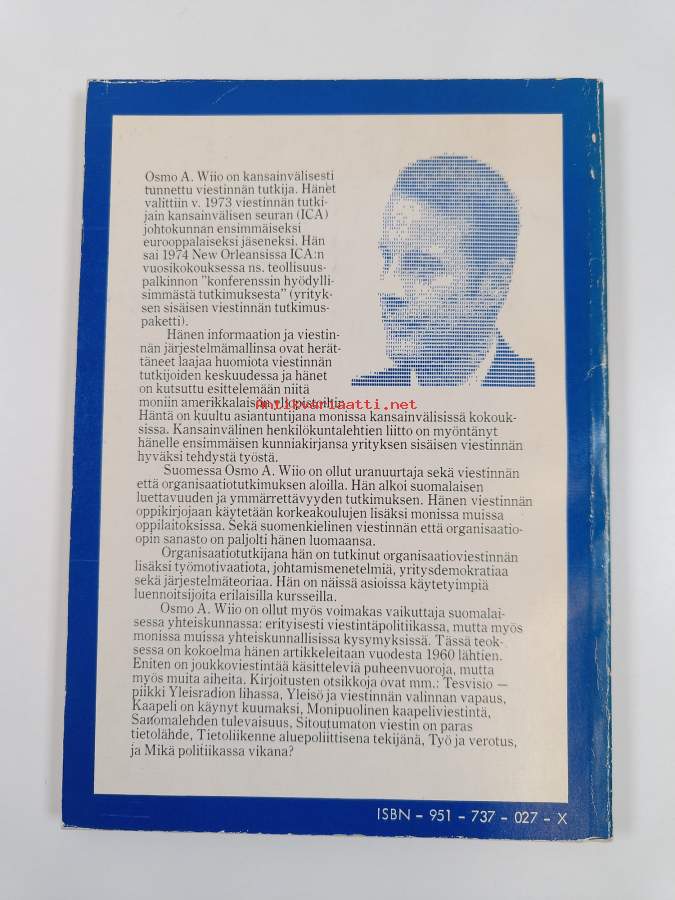 Osmo A. Wiio on kansainvälisesti
tunnettu viestinnän tutkija. Hänet
valittiin v. 1973 viestinnän tutki-
jain kansainvälisen seuran (ICA)
johtokunnan ensimmäiseksi
eurooppalaiseksi jäseneksi. Hän
sai 1974 New Orleansissa ICA:n
vuosikokouksessa ns. teollisuus-
palkinnon "konferenssin hyödylli-
simmästä tutkimuksesta" (yrityk-
sen sisäisen viestinnän tutkimus-
paketti).
Hänen informaation ja viestin-
nän järjestelmämallinsa ovat herät-
täneet laajaa huomiota viestinnän
tutkijoiden keskuudessa ja hänet
on kutsuttu esittelemään niitä
moniin amerikkalaisiin yliopistoihin.
Antikvariaatti.net
Häntä on kuultu asiantuntijana monissa kansainvälisissä kokouk-
sissa. Kansainvälinen henkilökuntalehtien liitto on myöntänyt
hänelle ensimmäisen kunniakirjansa yrityksen sisäisen viestinnän
hyväksi tehdystä työstä.
Suomessa Osmo A. Wiio on ollut uranuurtaja sekä viestinnän
että organisaatiotutkimuksen aloilla. Hän alkoi suomalaisen
luettavuuden ja ymmärrettävyyden tutkimuksen. Hänen viestinnän
oppikirjojaan käytetään korkeakoulujen lisäksi monissa muissa
oppilaitoksissa. Sekä suomenkielinen viestinnän että organisaatio-
opin sanasto on paljolti hänen luomaansa.
Organisaatiotutkijana hän on tutkinut organisaatioviestinnän
lisäksi työmotivaatiota, johtamismenetelmiä, yritysdemokratiaa
sekä järjestelmäteoriaa. Hän on näissä asioissa käytetyimpiä
luennoitsijoita erilaisilla kursseilla.
Osmo A. Wiio on ollut myös voimakas vaikuttaja suomalai-
sessa yhteiskunnassa: erityisesti viestintäpolitiikassa, mutta myös
monissa muissa yhteiskunnallisissa kysymyksissä. Tässä teok-
sessa on kokoelma hänen artikkeleitaan vuodesta 1960 lähtien.
Eniten on joukkoviestintää käsitteleviä puheenvuoroja, mutta
myös muita aiheita. Kirjoitusten otsikkoja ovat mm.: Tesvisio —
piikki Yleisradion lihassa, Yleisö ja viestinnän valinnan vapaus,
Kaapeli on käynyt kuumaksi, Monipuolinen kaapeliviestintä,
Sanomalehden tulevaisuus, Sitoutumaton viestin on paras
tietolähde, Tietoliikenne aluepoliittisena tekijänä, Työ ja verotus,
ja Mikä politiikassa vikana?
ISBN – 951 – 737 – 027 – X